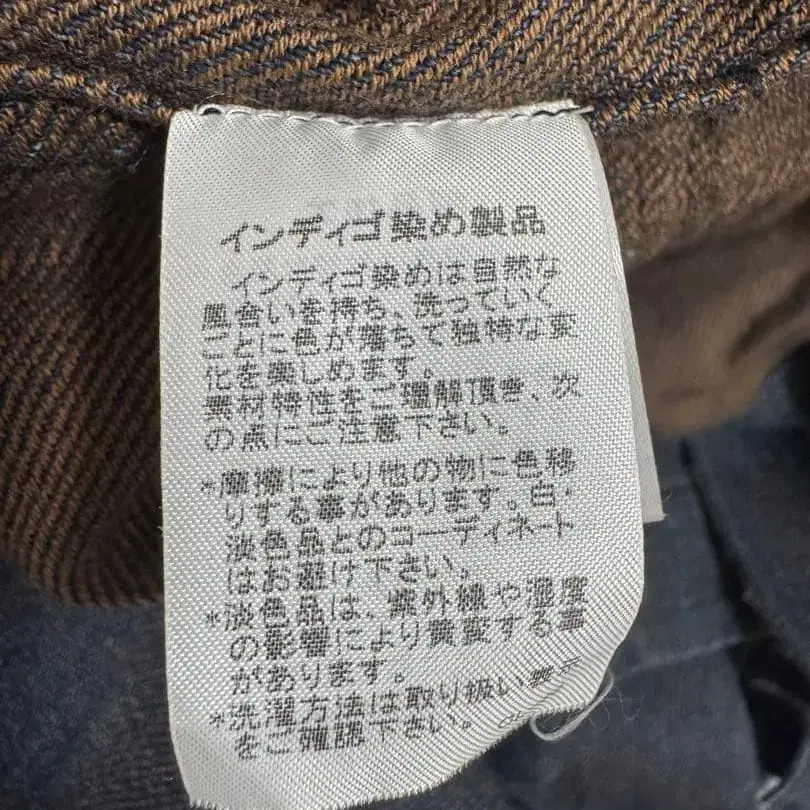 インディゴ染め製品
インディゴ染めは自然な
風合いを持ち、洗っていく
ごとに色が落ちて独特な変
化を楽しめます。
素材特性をご理解頂き、次
の点にご注意下さい。
*摩擦により他の物に色移
りする事があります。白・
淡色品とのコーディネート
はお避け下さい。
*淡色品は、紫外線や湿度
の影響により黄変する事
があります。
*洗濯方法は取り扱い表示
をご確認下さい。